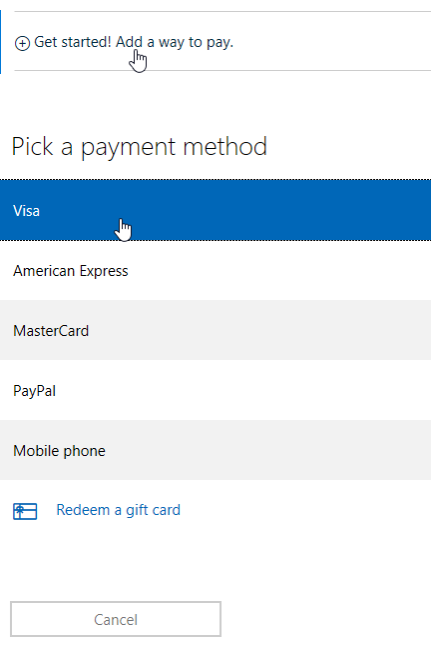 Get started! Add a way to pay.
Pick a payment method
Visa
American Express
MasterCard
PayPal
Mobile phone
Redeem a gift card
Cancel